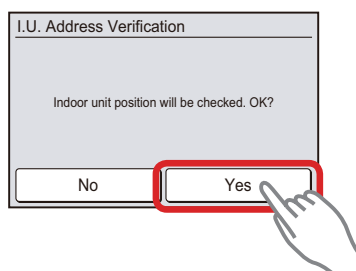 I.U. Address Verification
Indoor unit position will be checked. OK?
No
Yes